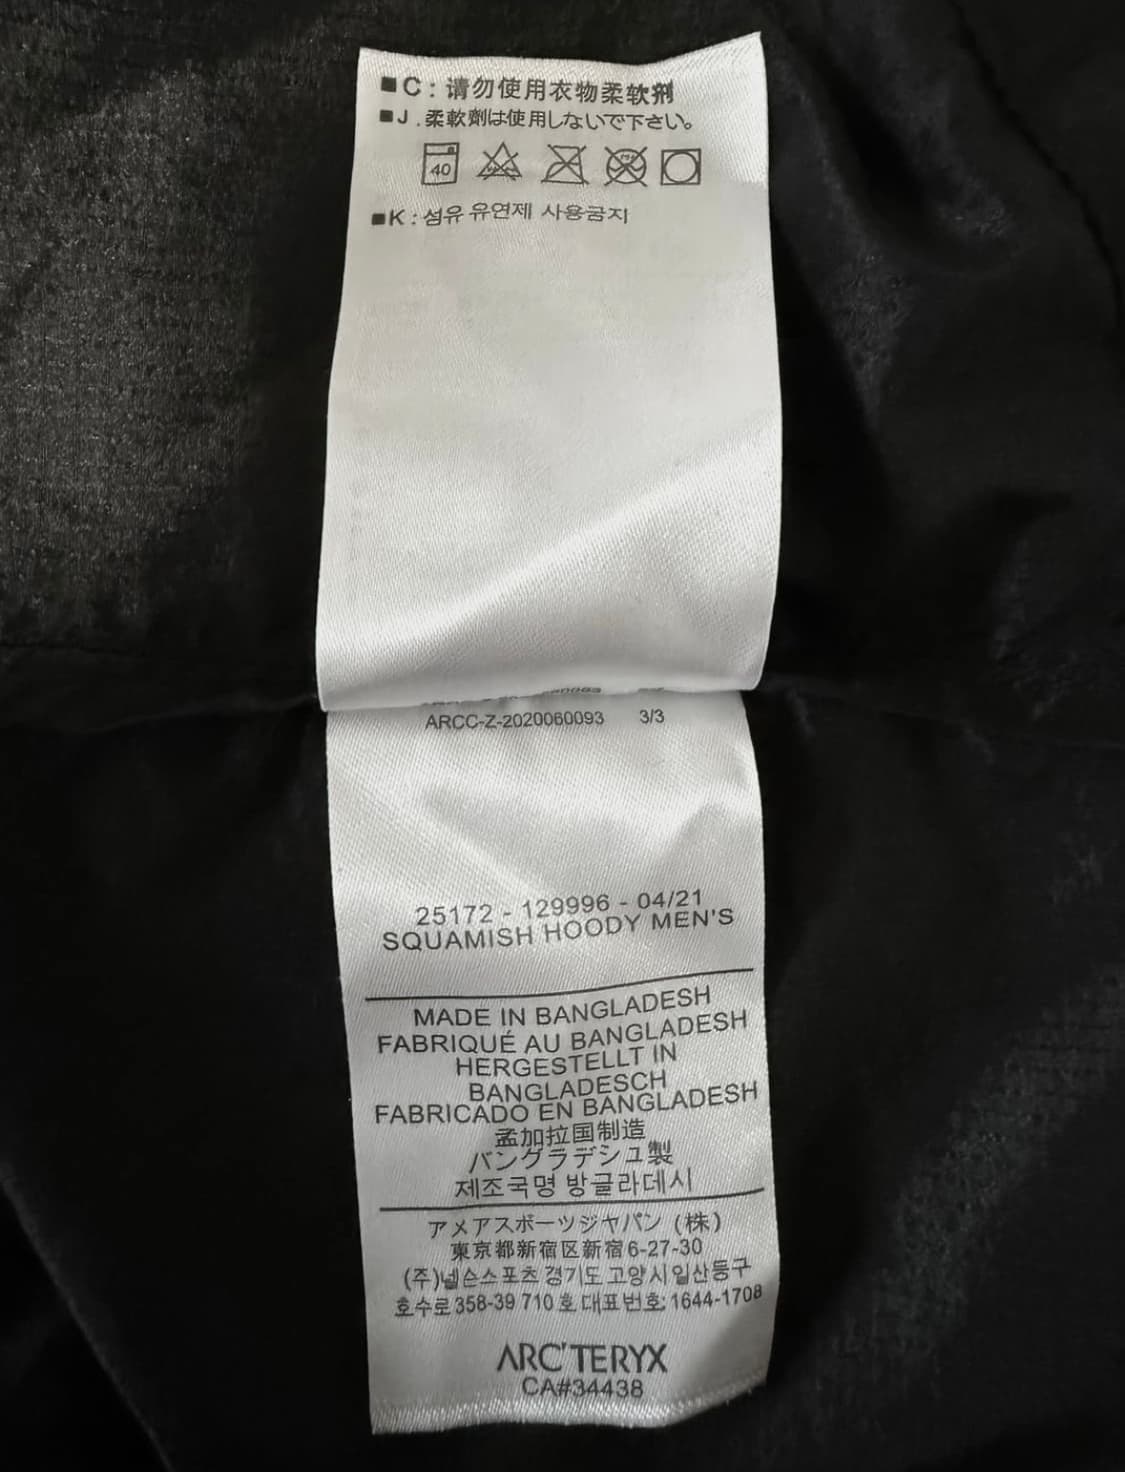 ■C : 请勿使用衣物柔软剂
■J . 柔軟劑は使用しないで下さい。
40
■K : 섬유 유연제 사용금지
ARCC-Z-2020060093 3/3
25172 - 129996 - 04/21
SQUAMISH HOODY MEN'S
MADE IN BANGLADESH
FABRIQUÉ AU BANGLADESH
HERGESTELLT IN
BANGLADESCH
FABRICADO EN BANGLADESH
孟加拉国制造
バングラデシュ製
제조국명 방글라데시
アメアスポーツジャパン (株)
東京都新宿区新宿6-27-30
(주)넬슨스포츠 경기도 고양시일산동구
호수로 358-39 710 호 대표번호: 1644-1708
ARC'TERYX
CA#34438